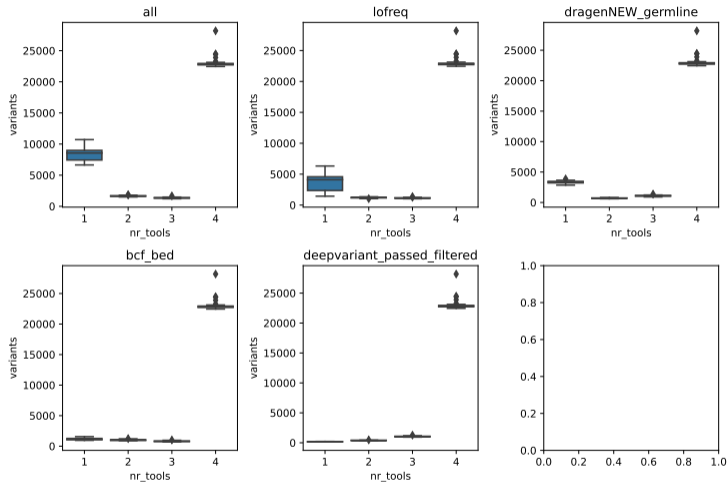 all
25000
20000
15000
10000
5000
0
variants
1 2 3 4
nr_tools
lofreq
25000
20000
15000
10000
5000
0
variants
1 2 3 4
nr_tools
dragenNEW_germline
25000
20000
15000
10000
5000
0
variants
1 2 3 4
nr_tools
bcf_bed
25000
20000
15000
10000
5000
0
variants
1 2 3 4
nr_tools
deepvariant_passed_filtered
25000
20000
15000
10000
5000
0
variants
1 2 3 4
nr_tools
1.0
0.8
0.6
0.4
0.2
0.0
0.0 0.2 0.4 0.6 0.8 1.0